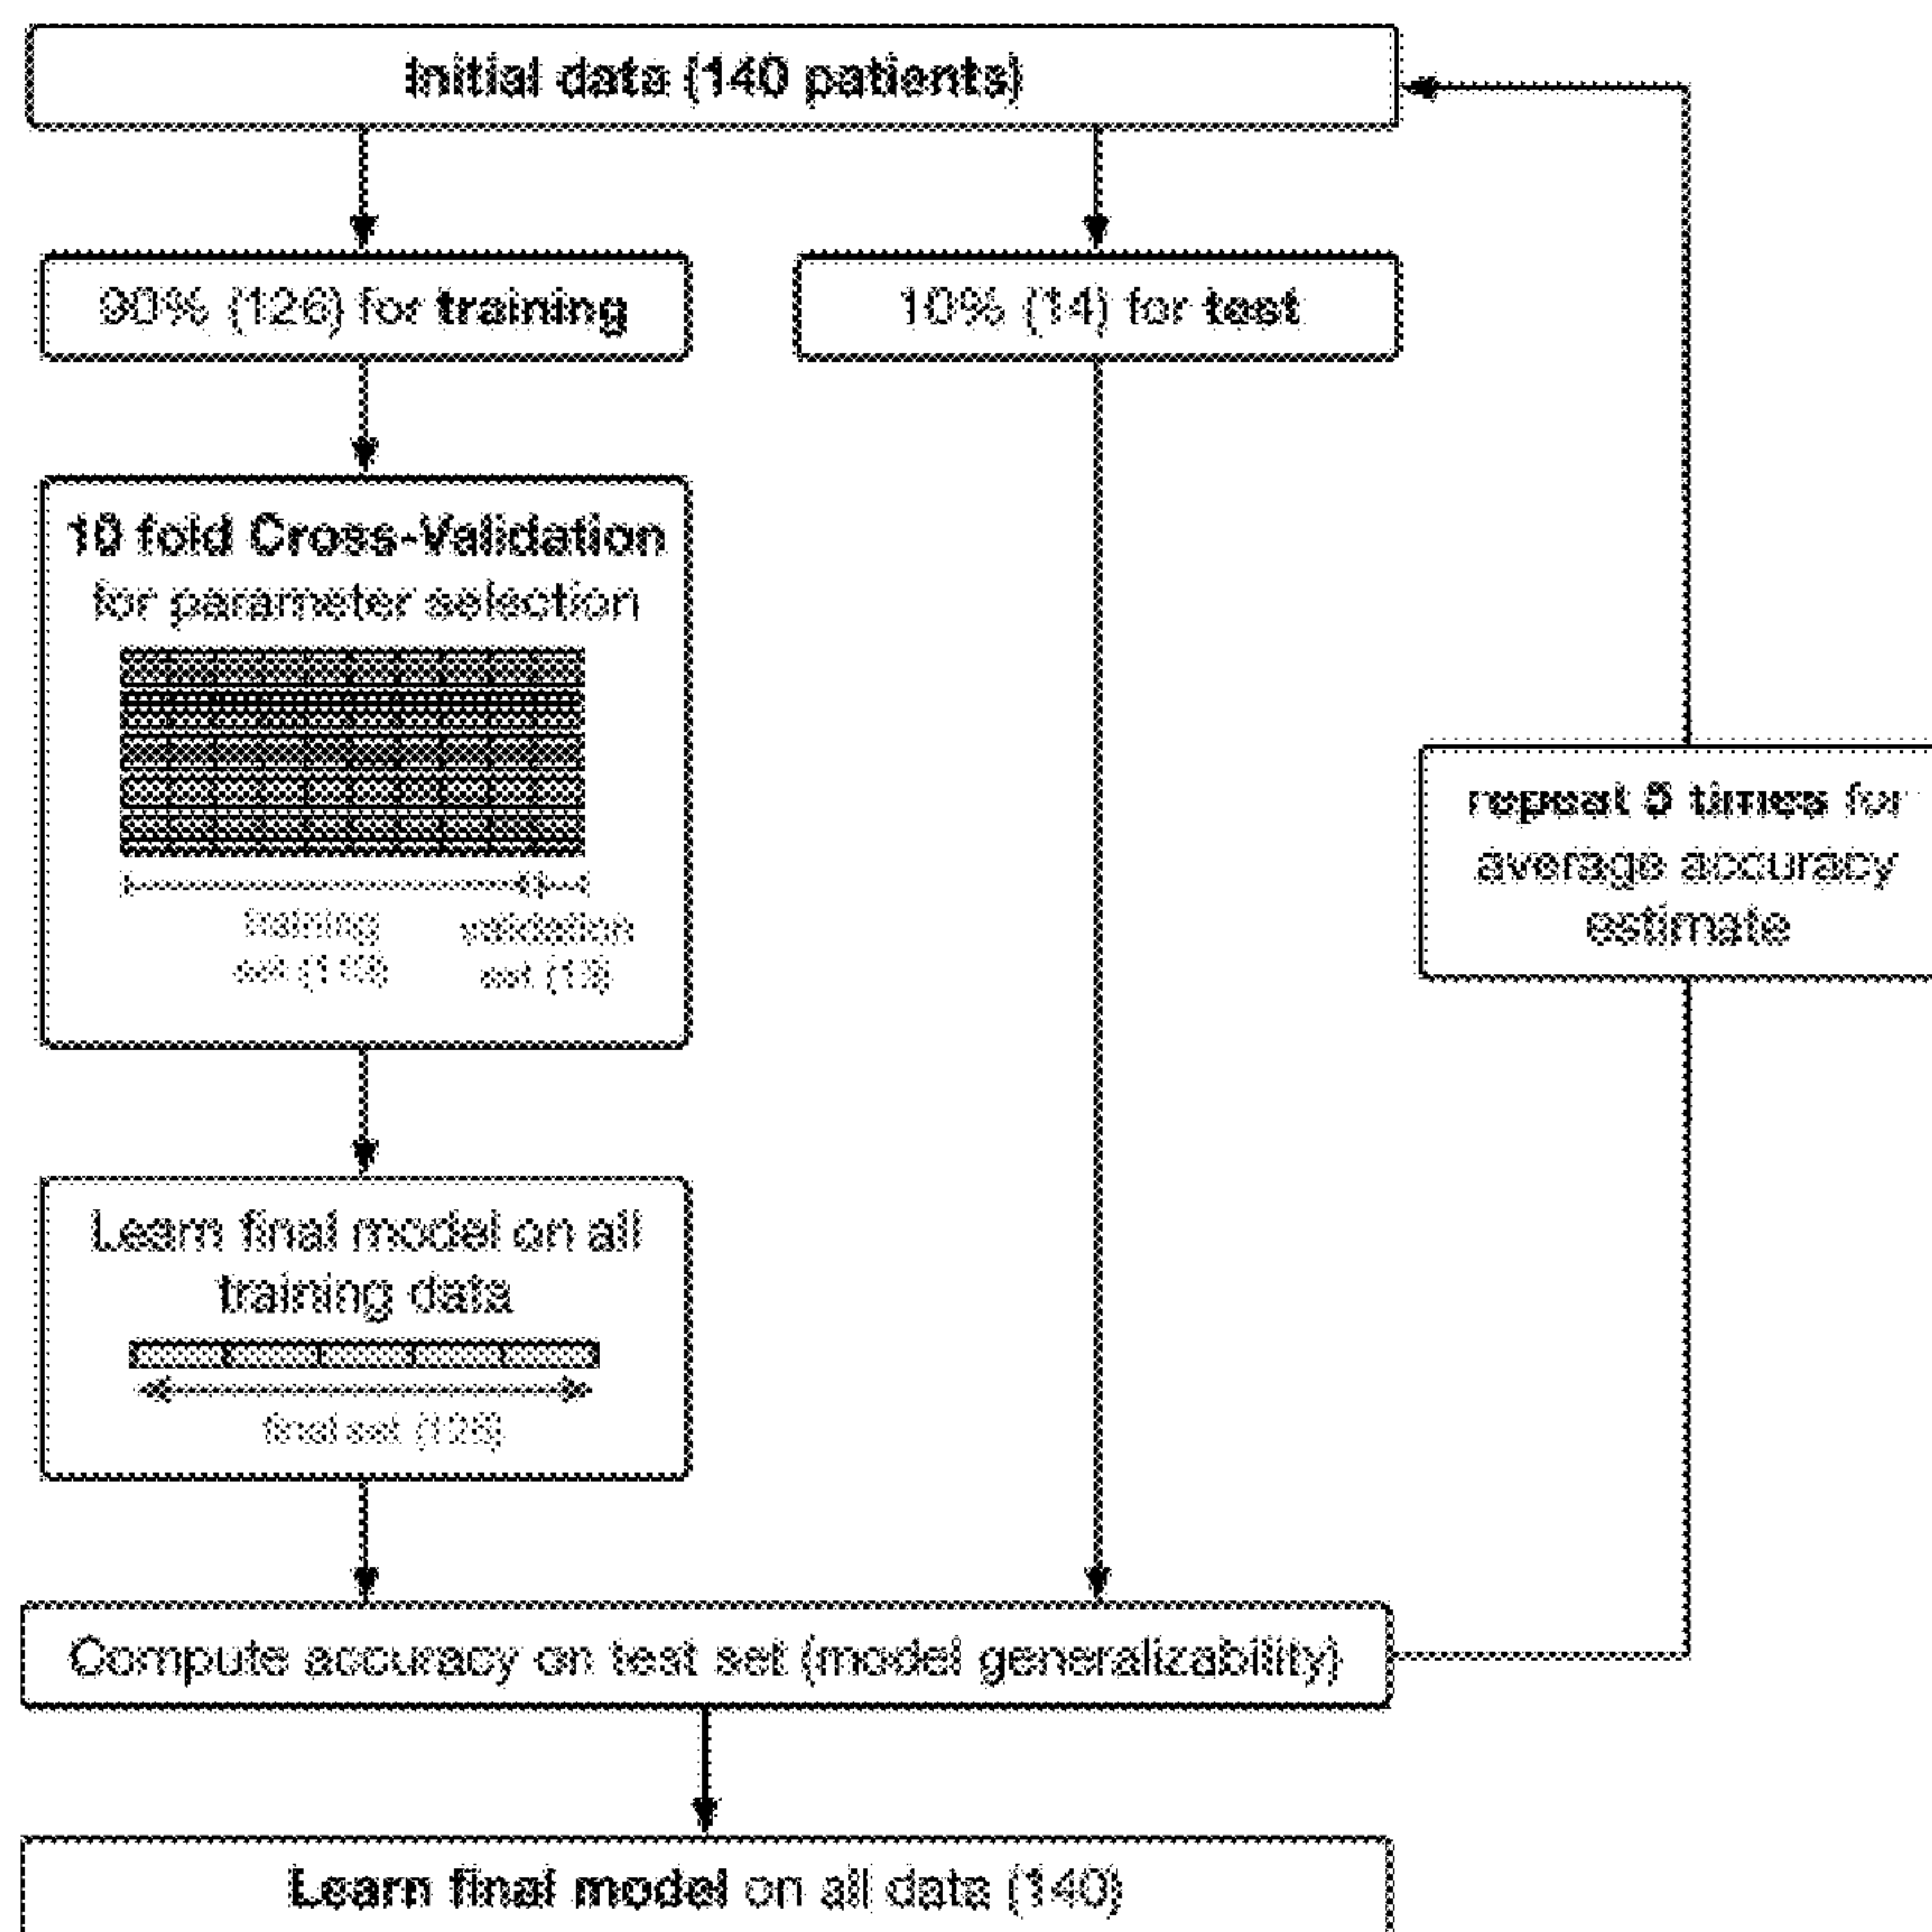 Initial data (140 patients)
90% (126) for training
10% (14) for test
10 fold Cross-Validation
for parameter selection
training
set
validation
set (13)
repeat 5 times for
average accuracy
estimate
Learn final model on all
training data
final set (126)
Compute accuracy on test set (model generalizability)
Learn final model on all data (140)